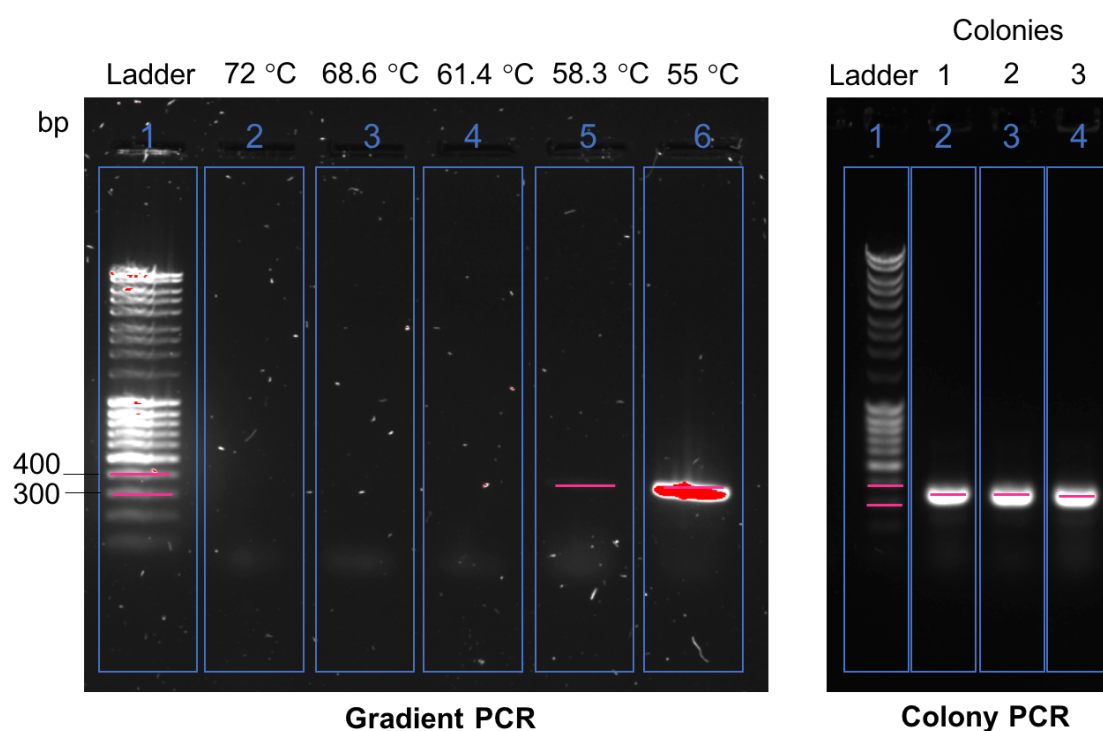 Colonies
Ladder 72 °C 68.6 °C 61.4 °C 58.3 °C 55 °C
Ladder 1 2 3
bp
1 2 3 4 5 6
1 2 3 4
400
300
Gradient PCR
Colony PCR